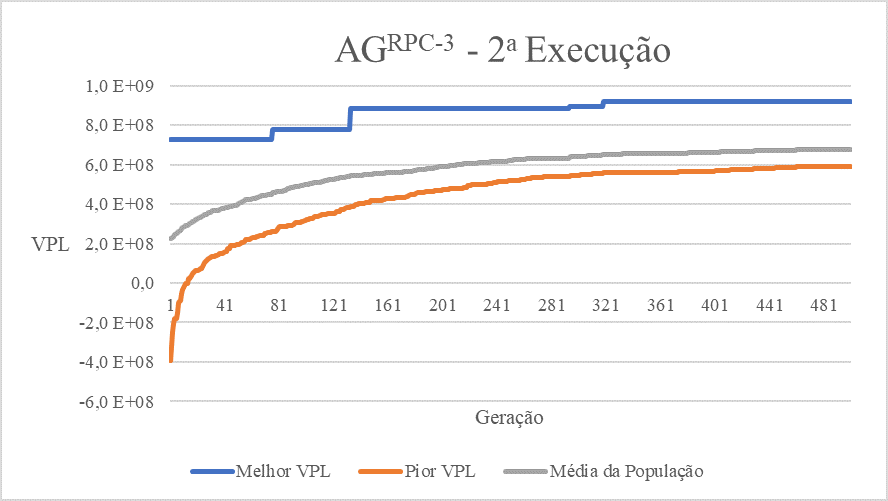 AGRPC-3 - 2ª Execução
1,0 E+09
8,0 E+08
6,0 E+08
4,0 E+08
VPL
2,0 E+08
0,0
1 41 81 121 161 201 241 281 321 361 401 441 481
-2,0 E+08
-4,0 E+08
-6,0 E+08
Geração
Melhor VPL Pior VPL Média da População